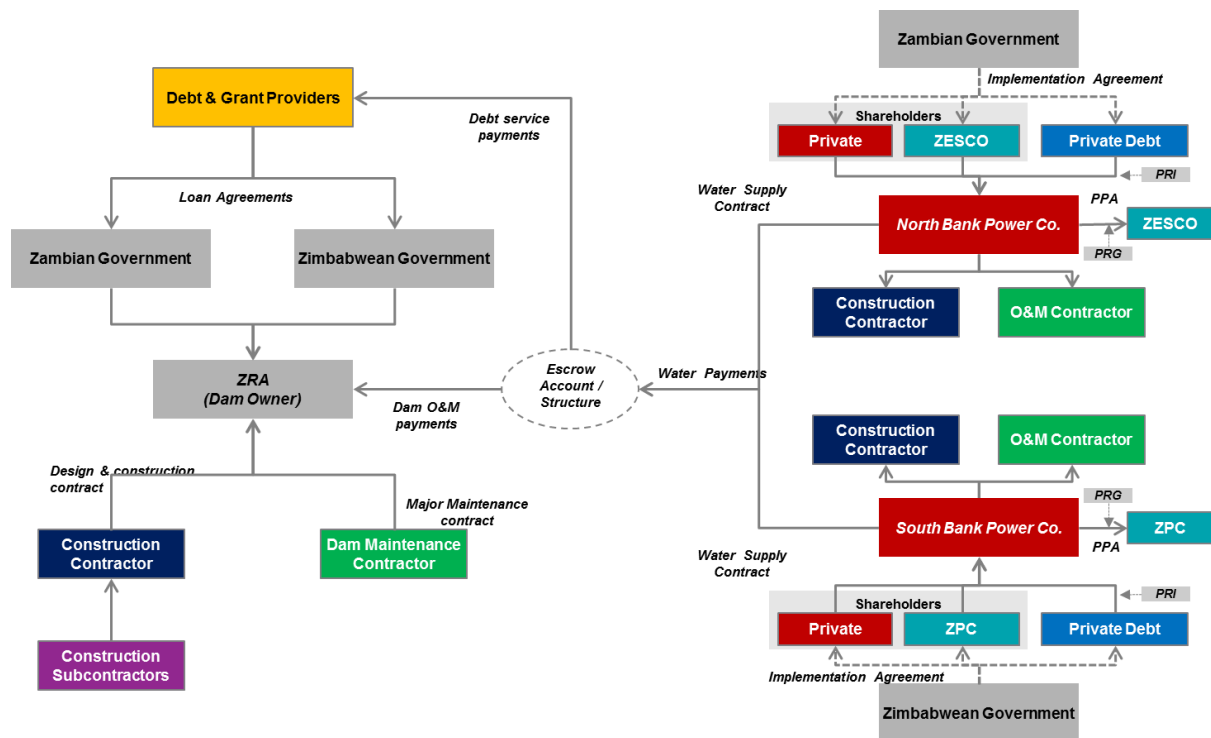 Zambian Government
Implementation Agreement
Debt & Grant Providers
Debt service
payments
Shareholders
Private
ZESCO
Private Debt
PRI
Loan Agreements
Water Supply
Contract
PPA
North Bank Power Co.
ZESCO
PRG
Zambian Government
Zimbabwean Government
Construction
Contractor
O&M Contractor
ZRA
(Dam Owner)
Escrow
Account /
Structure
Water Payments
Dam O&M
payments
Construction
Contractor
O&M Contractor
Design & construction
contract
Major Maintenance
contract
PRG
South Bank Power Co.
ZPC
PPA
Construction
Contractor
Dam Maintenance
Contractor
Water Supply
Contract
PRI
Shareholders
Private
ZPC
Private Debt
Construction
Subcontractors
Implementation Agreement
Zimbabwean Government